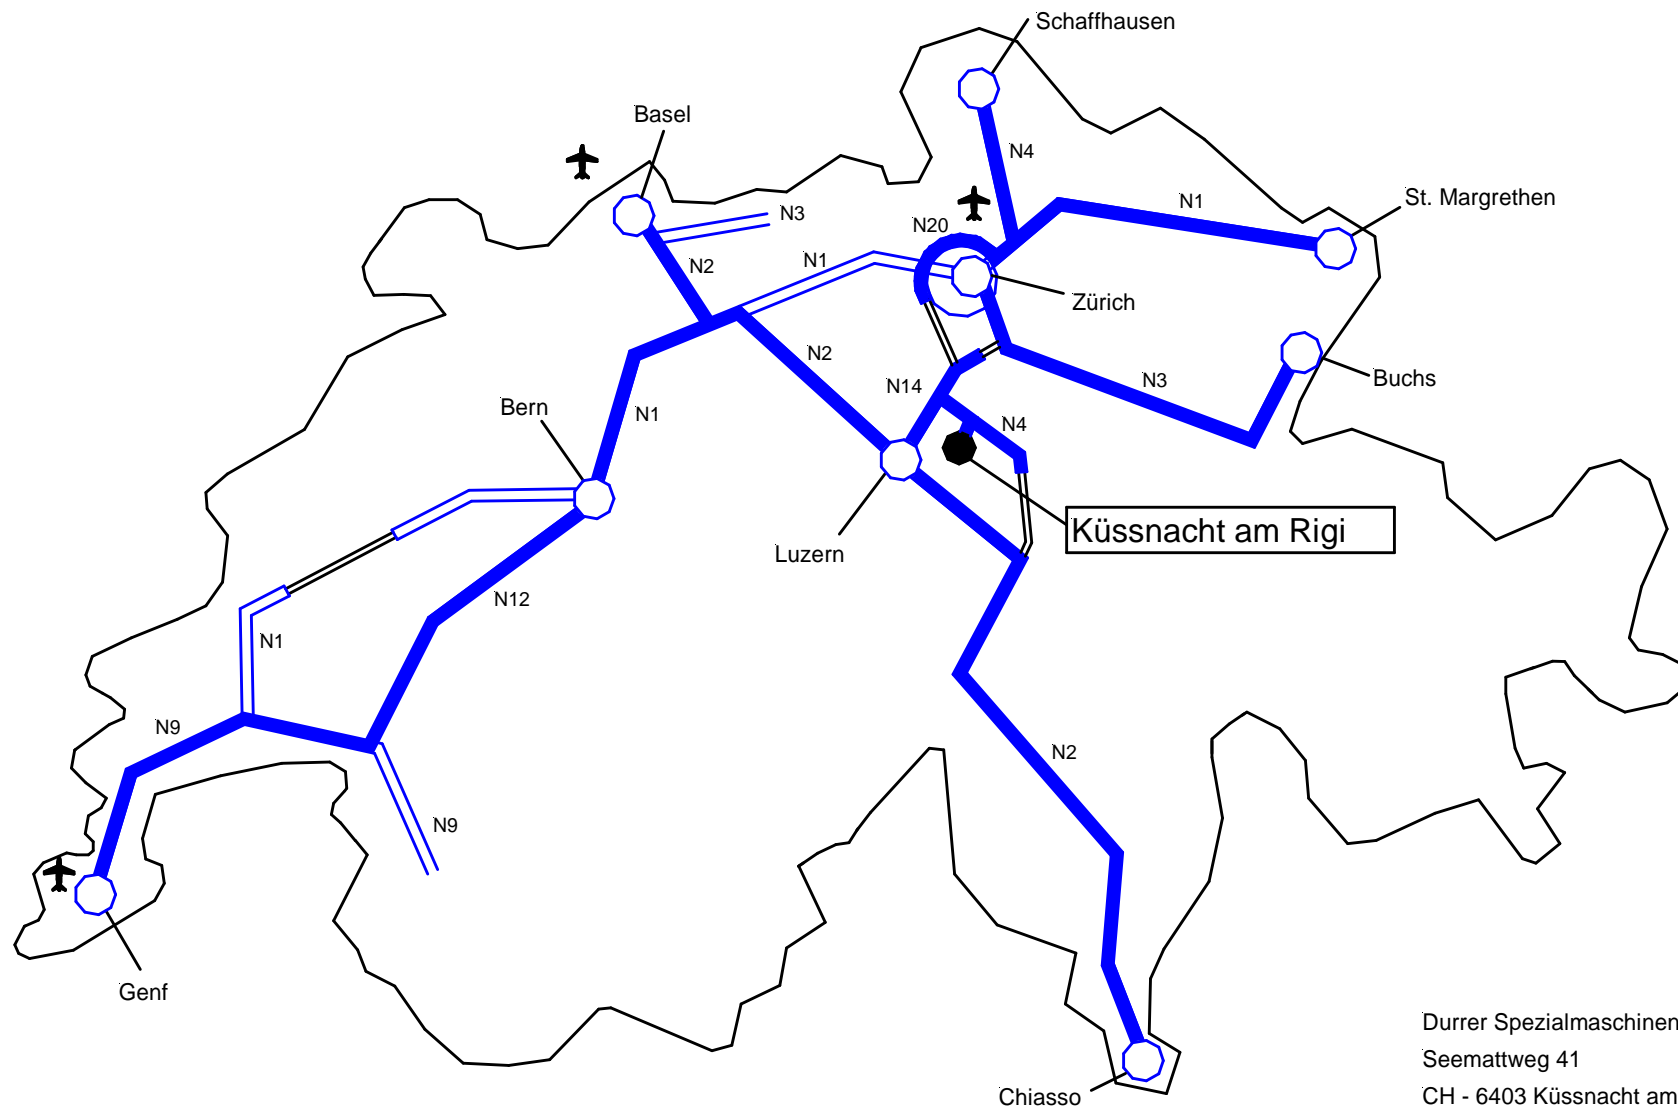 Schaffhausen
Basel
N4
St. Margrethen
N1
N3
N20
N2
N1
Zürich
N2
Buchs
N14
N3
Bern
N1
N4
Küssnacht am Rigi
Luzern
N12
N1
N9
N2
N9
Genf
Durrer Spezialmaschinen
Seemattweg 41
Chiasso
CH - 6403 Küssnacht am